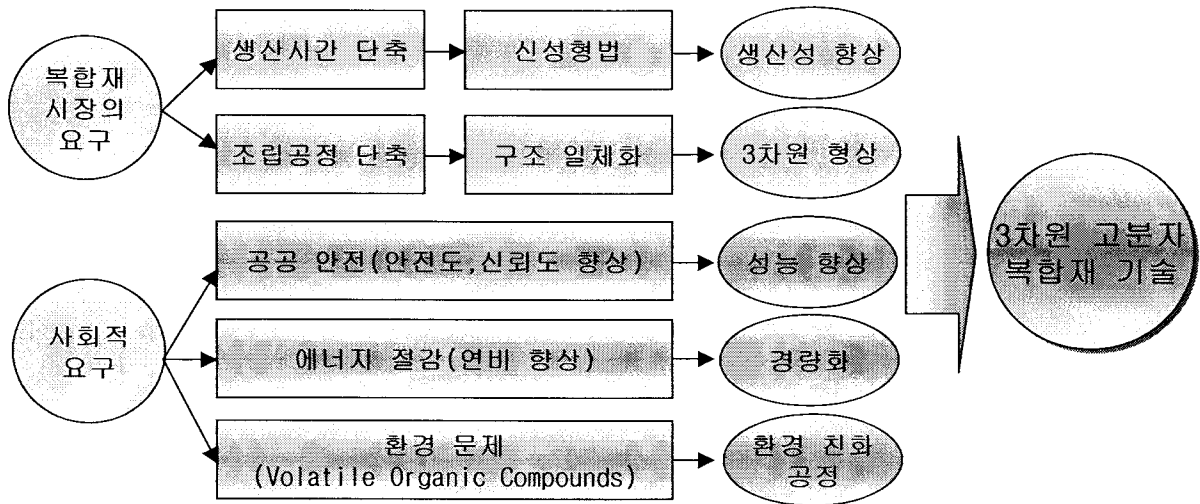 복합재
시장의
요구
생산시간 단축
신성형법
생산성 향상
조립공정 단축
구조 일체화
3차원 형상
사회적
요구
공공 안전(안전도,신뢰도 향상)
성능 향상
에너지 절감(연비 향상)
경량화
환경 문제
(Volatile Organic Compounds)
환경 친화
공정
3차원 고분자
복합재 기술